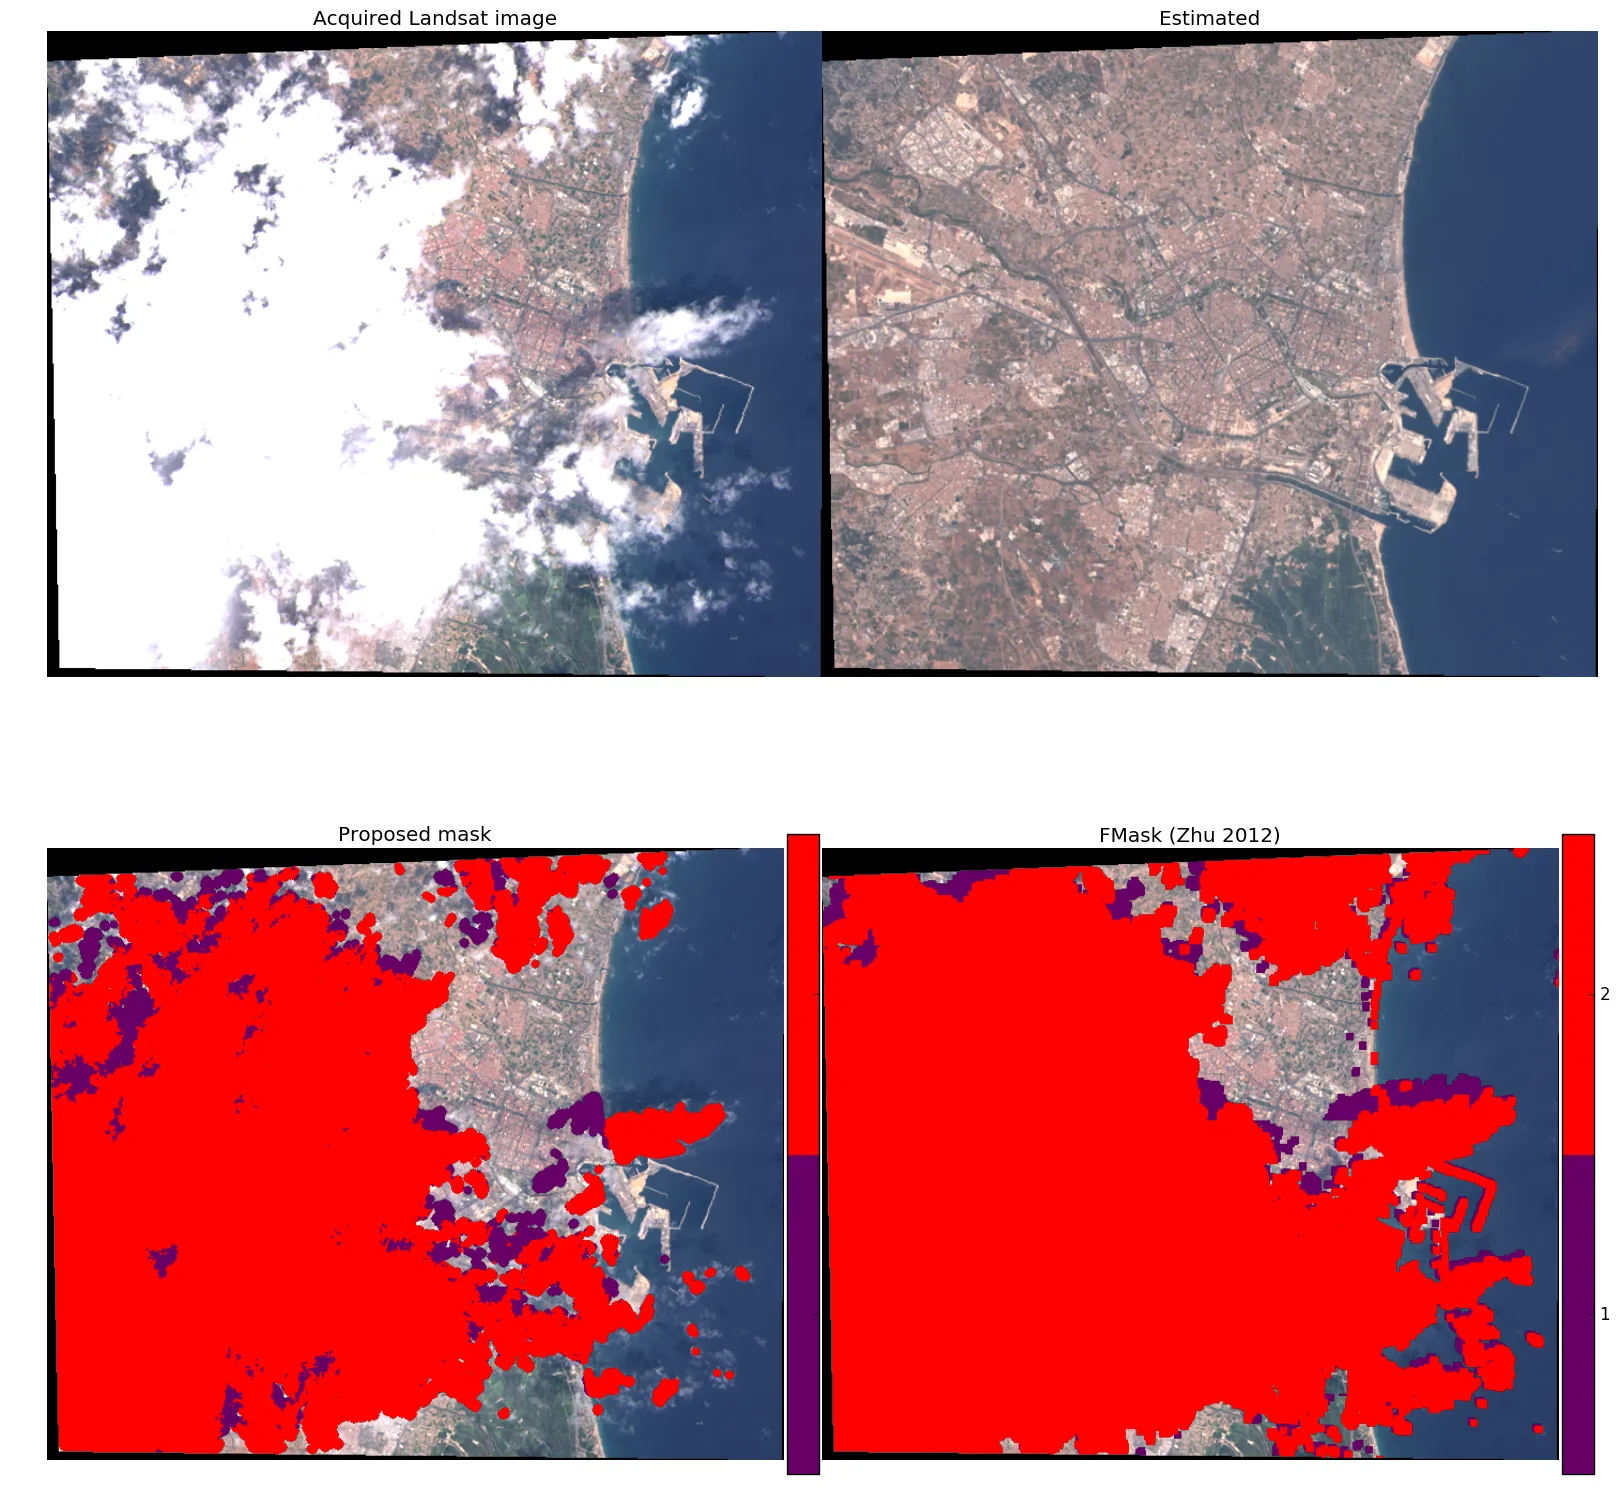 Acquired Landsat image
Estimated
Proposed mask
FMask (Zhu 2012)
2
1